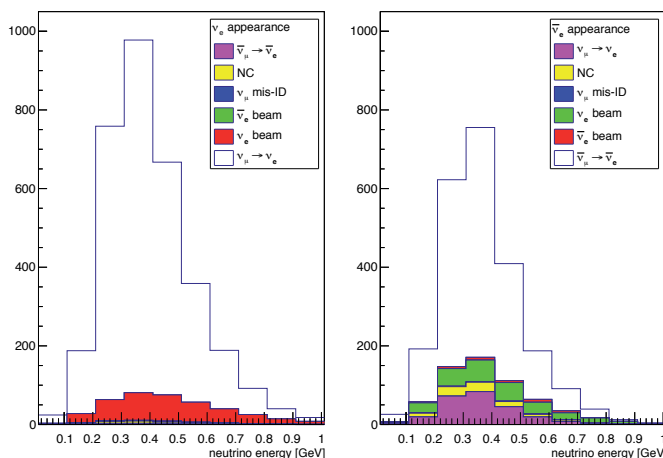 1000
800
600
400
200
0
0.1 0.2 0.3 0.4 0.5 0.6 0.7 0.8 0.9 1
neutrino energy [GeV]
νe appearance
ν̅μ → ν̅e
NC
νμ mis-ID
ν̅e beam
νe beam
νμ → νe
1000
800
600
400
200
0
0.1 0.2 0.3 0.4 0.5 0.6 0.7 0.8 0.9 1
neutrino energy [GeV]
ν̅e appearance
νμ → νe
NC
νμ mis-ID
νe beam
ν̅e beam
ν̅μ → ν̅e